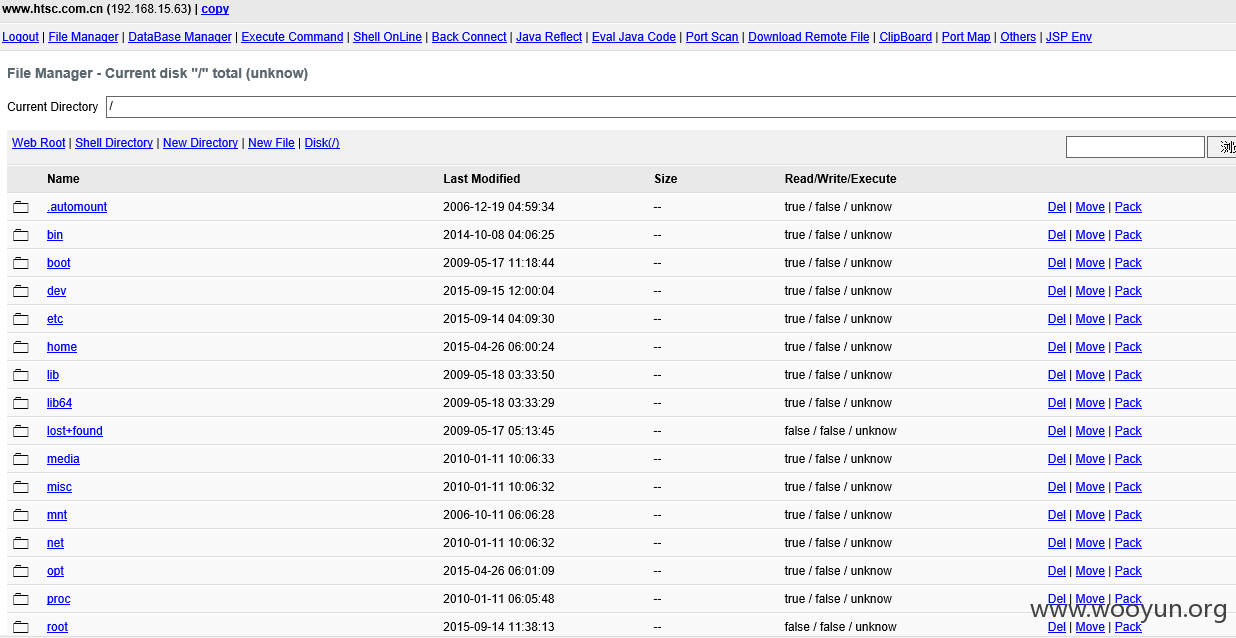 www.htsc.com.cn (192.168.15.63) | copy
Logout | File Manager | DataBase Manager | Execute Command | Shell OnLine | Back Connect | Java Reflect | Eval Java Code | Port Scan | Download Remote File | ClipBoard | Port Map | Others | JSP Env
File Manager - Current disk "/" total (unknow)
Current Directory /
Web Root | Shell Directory | New Directory | New File | Disk(/)
Name Last Modified Size Read/Write/Execute
.automount 2006-12-19 04:59:34 -- true / false / unknow Del | Move | Pack
bin 2014-10-08 04:06:25 -- true / false / unknow Del | Move | Pack
boot 2009-05-17 11:18:44 -- true / false / unknow Del | Move | Pack
dev 2015-09-15 12:00:04 -- true / false / unknow Del | Move | Pack
etc 2015-09-14 04:09:30 -- true / false / unknow Del | Move | Pack
home 2015-04-26 06:00:24 -- true / false / unknow Del | Move | Pack
lib 2009-05-18 03:33:50 -- true / false / unknow Del | Move | Pack
lib64 2009-05-18 03:33:29 -- true / false / unknow Del | Move | Pack
lost+found 2009-05-17 05:13:45 -- false / false / unknow Del | Move | Pack
media 2010-01-11 10:06:33 -- true / false / unknow Del | Move | Pack
misc 2010-01-11 10:06:32 -- true / false / unknow Del | Move | Pack
mnt 2006-10-11 06:06:28 -- true / false / unknow Del | Move | Pack
net 2010-01-11 10:06:32 -- true / false / unknow Del | Move | Pack
opt 2015-04-26 06:01:09 -- true / false / unknow Del | Move | Pack
proc 2010-01-11 06:05:48 -- true / false / unknow Del | Move | Pack
www.wooyun.org
root 2015-09-14 11:38:13 -- false / false / unknow Del | Move | Pack